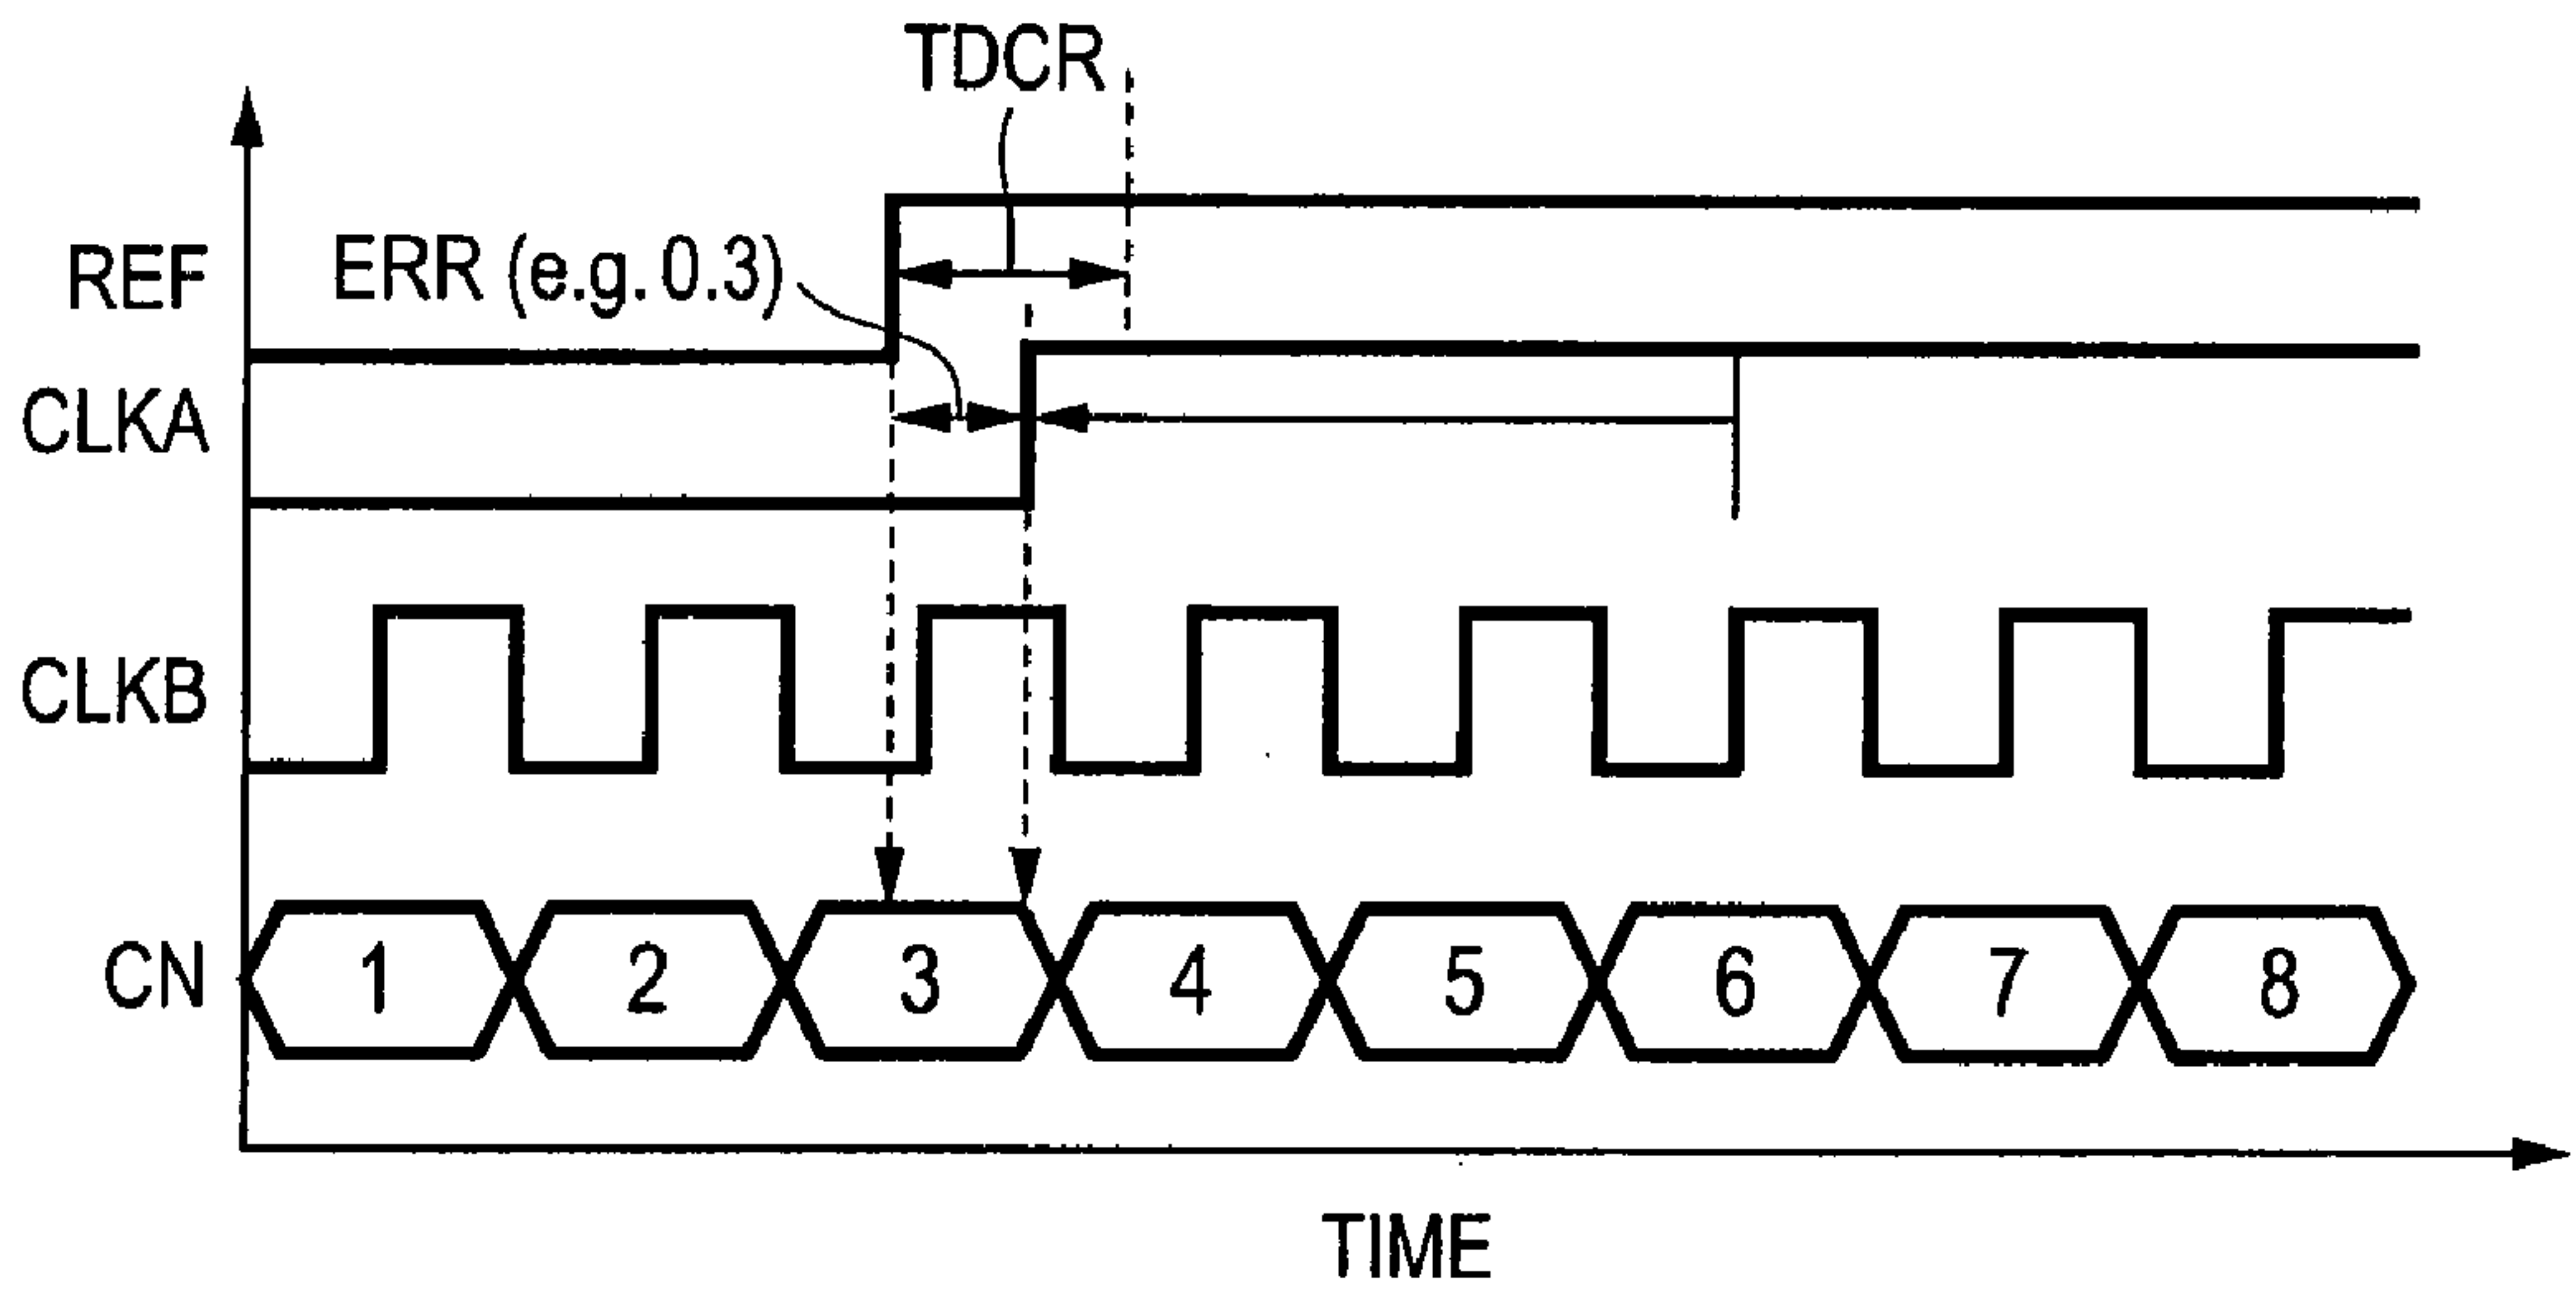 TDCR
REF
ERR (e.g. 0.3)
CLKA
CLKB
CN
1 2 3 4 5 6 7 8
TIME